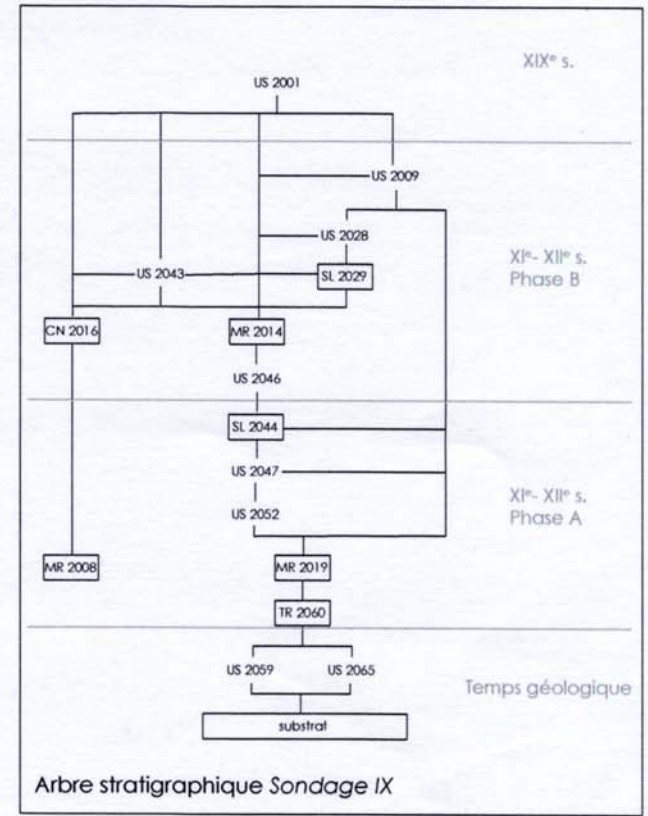 XIXe s.
US 2001
US 2009
US 2028
XIe- XIIe s.
Phase B
US 2043
SL 2029
CN 2016
MR 2014
US 2046
SL 2044
US 2047
XIe- XIIe s.
Phase A
US 2052
MR 2008
MR 2019
TR 2060
US 2059
US 2065
Temps géologique
substrat
Arbre stratigraphique Sondage IX